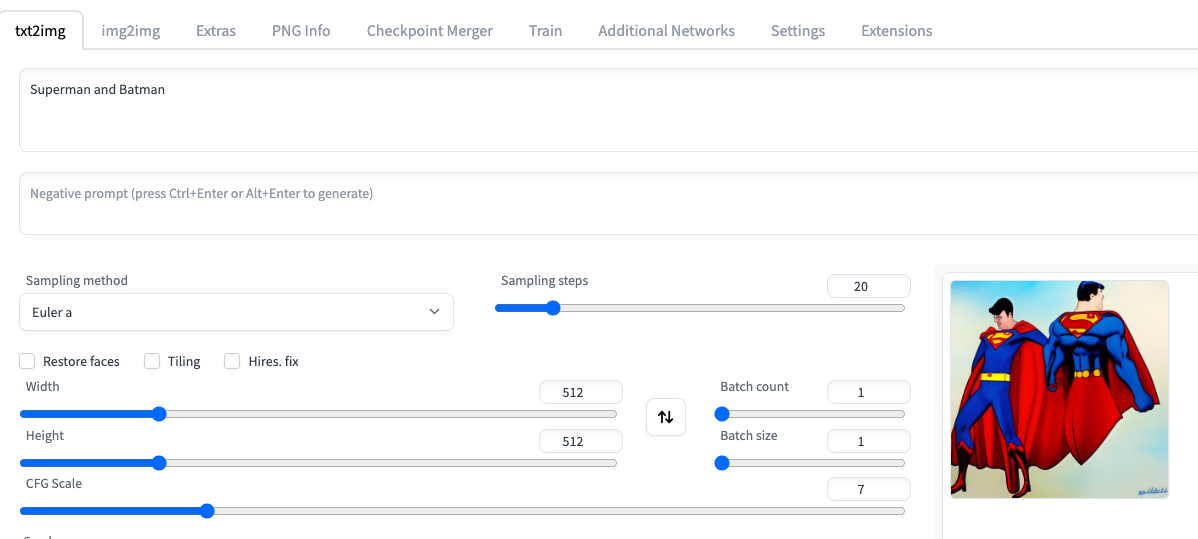 txt2img img2img Extras PNG Info Checkpoint Merger Train Additional Networks Settings Extensions
Superman and Batman
Negative prompt (press Ctrl+Enter or Alt+Enter to generate)
Sampling method
Euler a
Sampling steps 20
Restore faces Tiling Hires. fix
Width 512
Batch count 1
Height 512
Batch size 1
CFG Scale 7